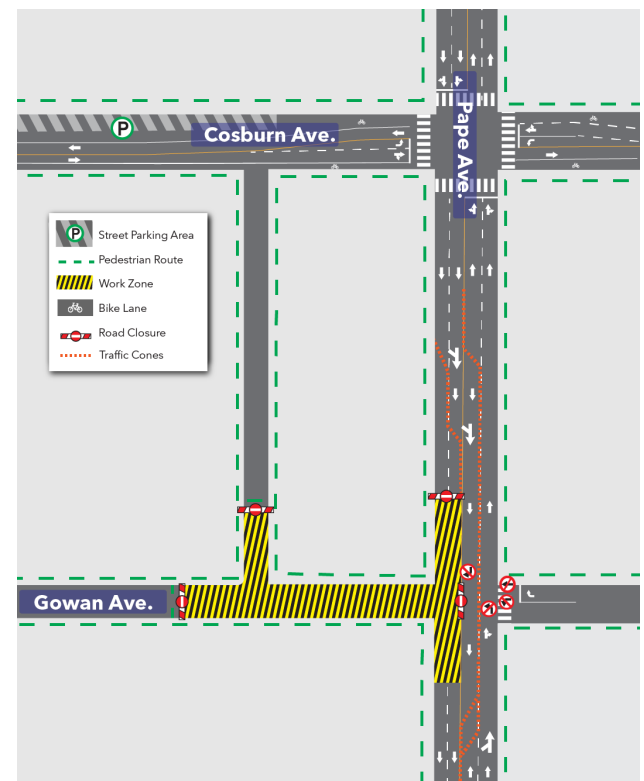 P
Cosburn Ave.
Pape Ave.
P
Street Parking Area
Pedestrian Route
Work Zone
Bike Lane
Road Closure
Traffic Cones
Gowan Ave.